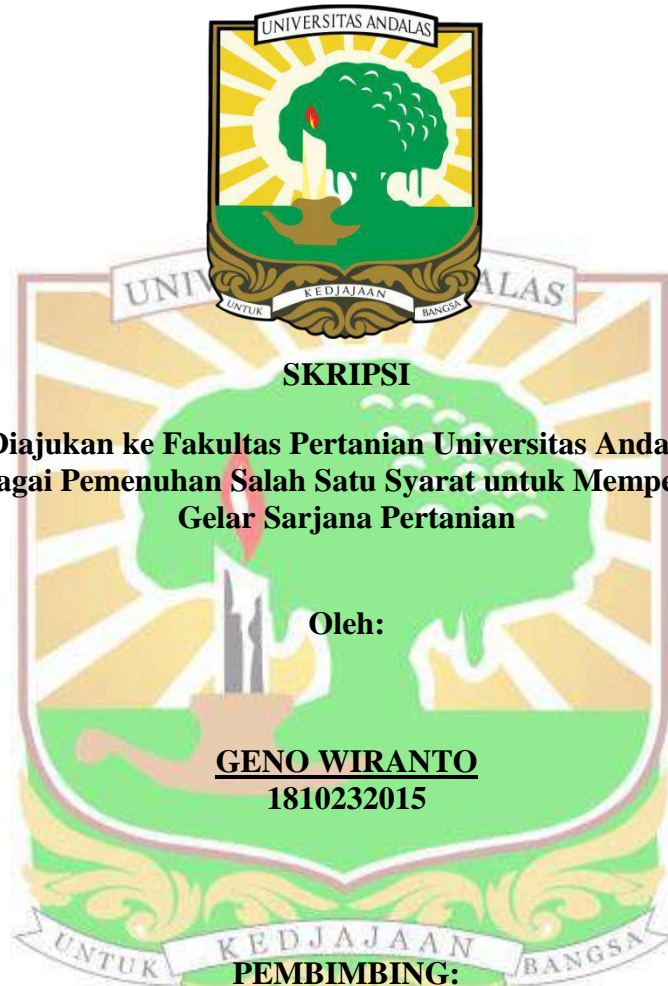 UNIVERSITAS ANDALAS
UNTUK KEDJAJAAN BANGSA
UNIV ALAS
SKRIPSI
Diajukan ke Fakultas Pertanian Universitas Anda
agai Pemenuhan Salah Satu Syarat untuk Mempe
Gelar Sarjana Pertanian
Oleh:
GENO WIRANTO
1810232015
UNTUK KEDJAJAAN BANGSA
PEMBIMBING: